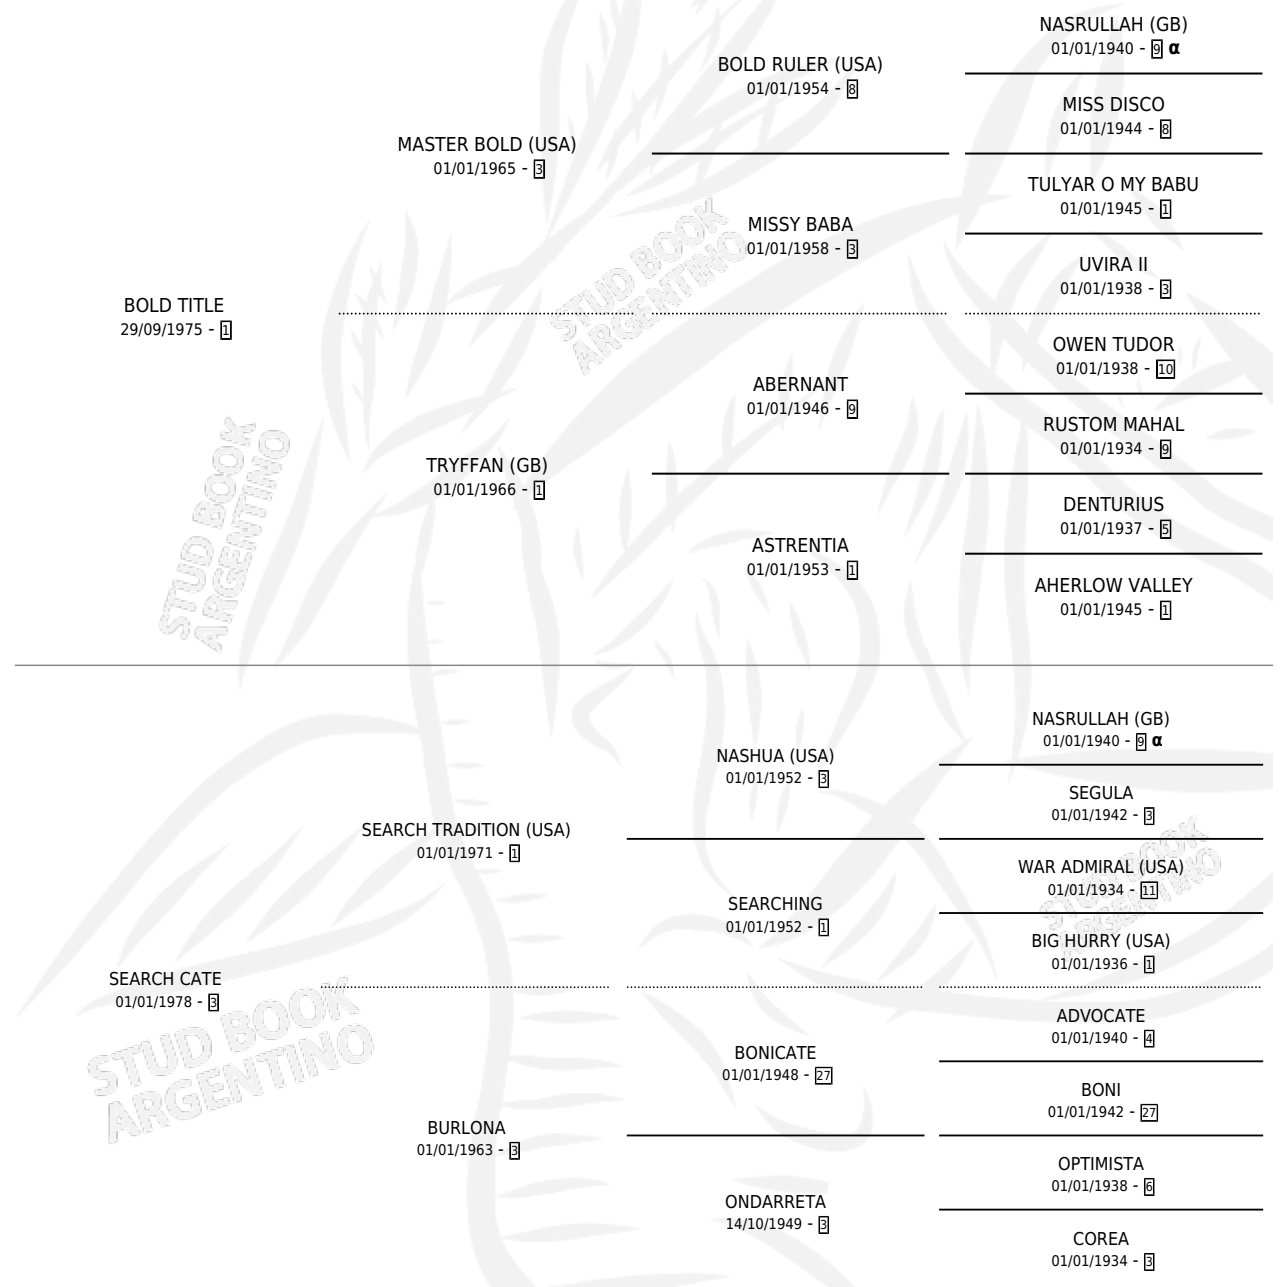 NASRULLAH (GB)
01/01/1940 - 9 α
BOLD RULER (USA)
01/01/1954 - 8
MISS DISCO
01/01/1944 - 8
MASTER BOLD (USA)
01/01/1965 - 3
TULYAR O MY BABU
01/01/1945 - 1
MISSY BABA
01/01/1958 - 3
UVIRA II
01/01/1938 - 3
BOLD TITLE
29/09/1975 - 1
OWEN TUDOR
01/01/1938 - 10
ABERNANT
01/01/1946 - 9
RUSTOM MAHAL
01/01/1934 - 9
TRYFFAN (GB)
01/01/1966 - 1
DENTURIUS
01/01/1937 - 5
ASTRENTIA
01/01/1953 - 1
AHERLOW VALLEY
01/01/1945 - 1
STUD BOOK
ARGENTINO
STUD BOOK
ARGENTINO
NASRULLAH (GB)
01/01/1940 - 9 α
NASHUA (USA)
01/01/1952 - 3
SEGULA
01/01/1942 - 3
SEARCH TRADITION (USA)
01/01/1971 - 1
WAR ADMIRAL (USA)
01/01/1934 - 11
SEARCHING
01/01/1952 - 1
BIG HURRY (USA)
01/01/1936 - 1
SEARCH CATE
01/01/1978 - 3
ADVOCATE
01/01/1940 - 4
BONICATE
01/01/1948 - 27
BONI
01/01/1942 - 27
BURLONA
01/01/1963 - 3
OPTIMISTA
01/01/1938 - 6
ONDARRETA
14/10/1949 - 3
COREA
01/01/1934 - 3
STUD BOOK
ARGENTINO
STUD BOOK
ARGENTINO